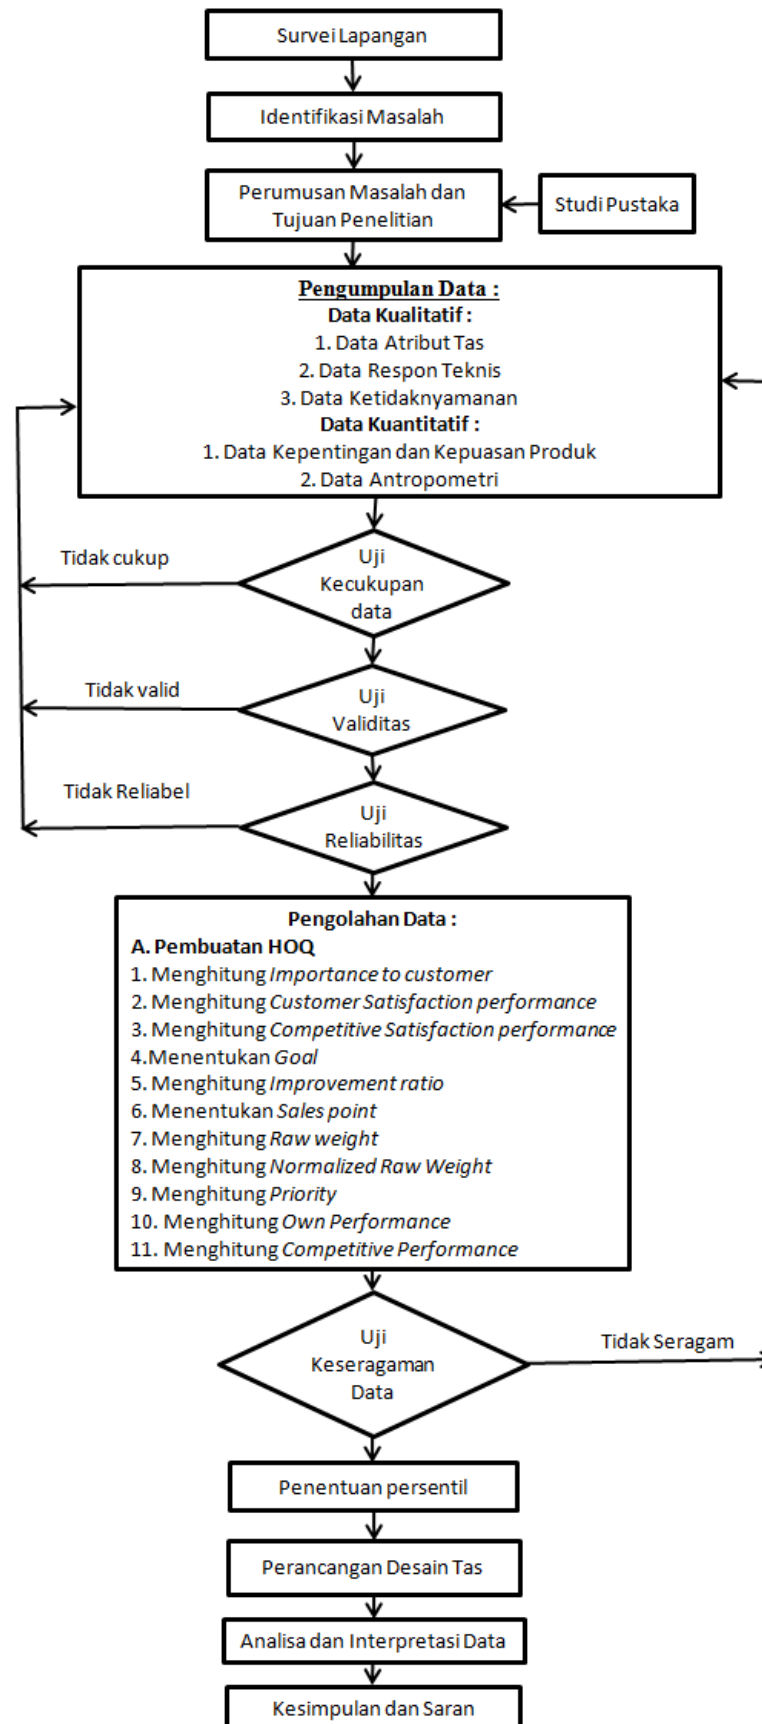 Survei Lapangan
Identifikasi Masalah
Perumusan Masalah dan
Tujuan Penelitian
Studi Pustaka
Pengumpulan Data :
Data Kualitatif :
1. Data Atribut Tas
2. Data Respon Teknis
3. Data Ketidaknyamanan
Data Kuantitatif :
1. Data Kepentingan dan Kepuasan Produk
2. Data Antropometri
Tidak cukup
Uji
Kecukupan
data
Tidak valid
Uji
Validitas
Tidak Reliabel
Uji
Reliabilitas
Pengolahan Data :
A. Pembuatan HOQ
1. Menghitung Importance to customer
2. Menghitung Customer Satisfaction performance
3. Menghitung Competitive Satisfaction performance
4.Menentukan Goal
5. Menghitung Improvement ratio
6. Menentukan Sales point
7. Menghitung Raw weight
8. Menghitung Normalized Raw Weight
9. Menghitung Priority
10. Menghitung Own Performance
11. Menghitung Competitive Performance
Uji
Keseragaman
Data
Tidak Seragam
Penentuan persentil
Perancangan Desain Tas
Analisa dan Interpretasi Data
Kesimpulan dan Saran